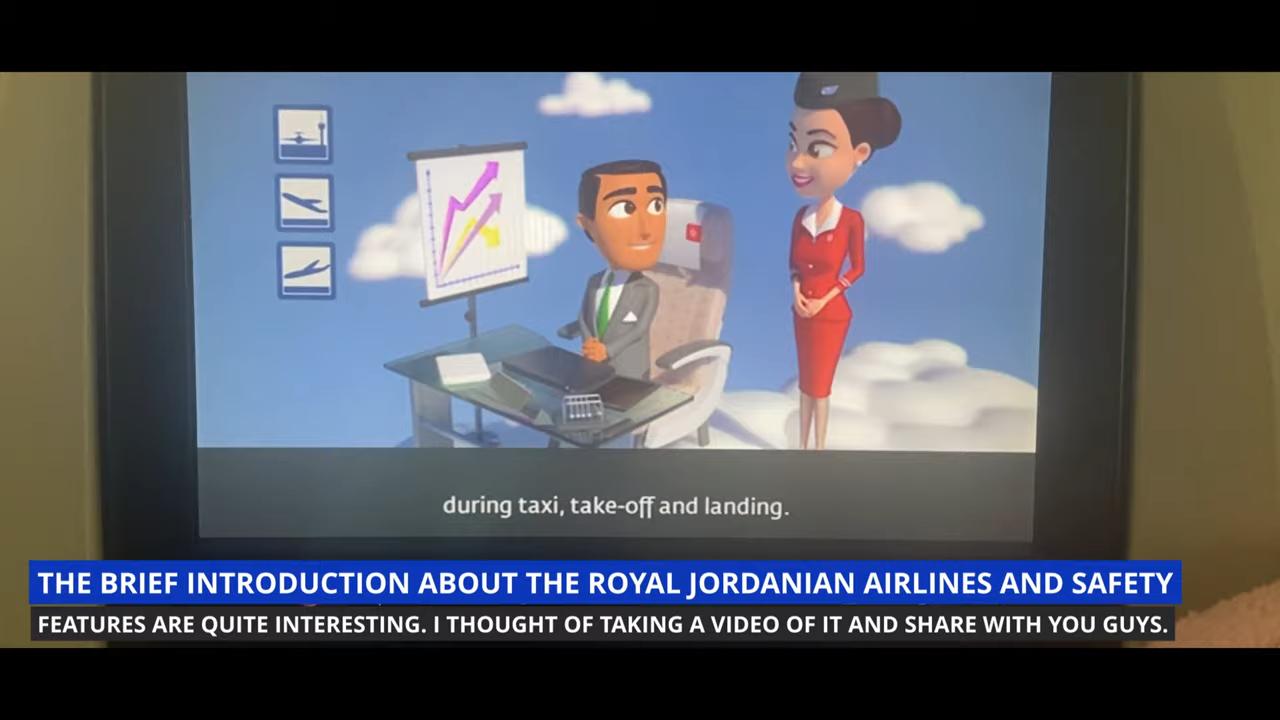 during taxi, take-off and landing.
THE BRIEF INTRODUCTION ABOUT THE ROYAL JORDANIAN AIRLINES AND SAFETY
FEATURES ARE QUITE INTERESTING. I THOUGHT OF TAKING A VIDEO OF IT AND SHARE WITH YOU GUYS.